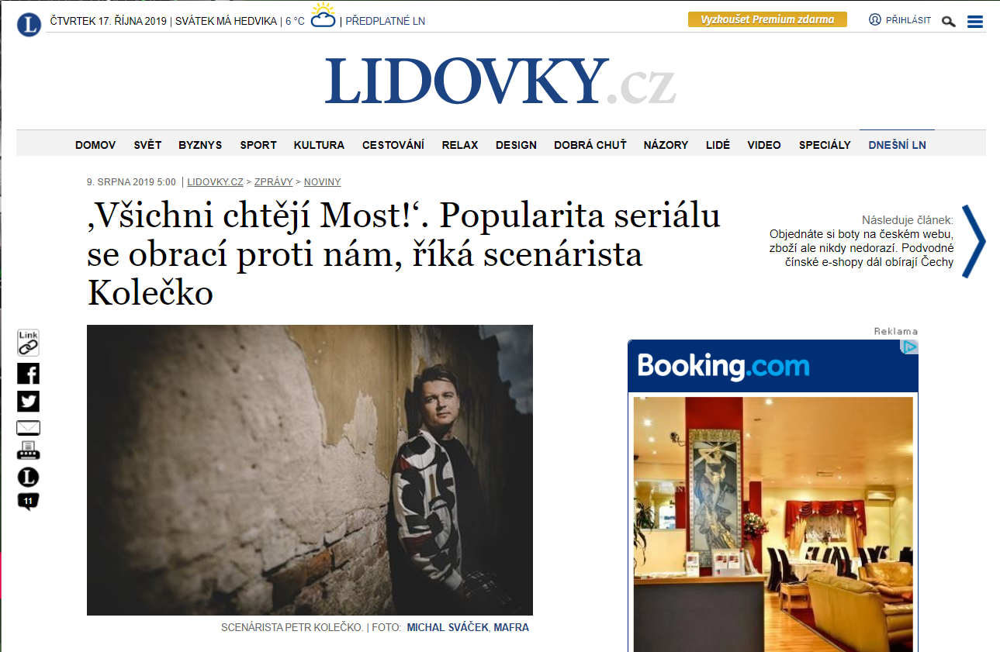 L ČTVRTEK 17. ŘÍJNA 2019 | SVÁTEK MÁ HEDVIKA | 6 °C | PŘEDPLATNÉ LN
Vyzkoušet Premium zdarma
PŘIHLÁSIT
LIDOVKY.cz
DOMOV SVĚT BYZNYS SPORT KULTURA CESTOVÁNÍ RELAX DESIGN DOBRÁ CHUŤ NÁZORY LIDÉ VIDEO SPECIÁLY DNEŠNÍ LN
9. SRPNA 2019 5:00 | LIDOVKY.CZ > ZPRÁVY > NOVINY
‚Všichni chtějí Most!‘. Popularita seriálu
se obrací proti nám, říká scenárista
Kolečko
Následuje článek:
Objednáte si boty na českém webu,
zboží ale nikdy nedorazí. Podvodné
čínské e-shopy dál obírají Čechy
Link
L
11
SCENÁRISTA PETR KOLEČKO. | FOTO: MICHAL SVÁČEK, MAFRA
Reklama
Booking.com